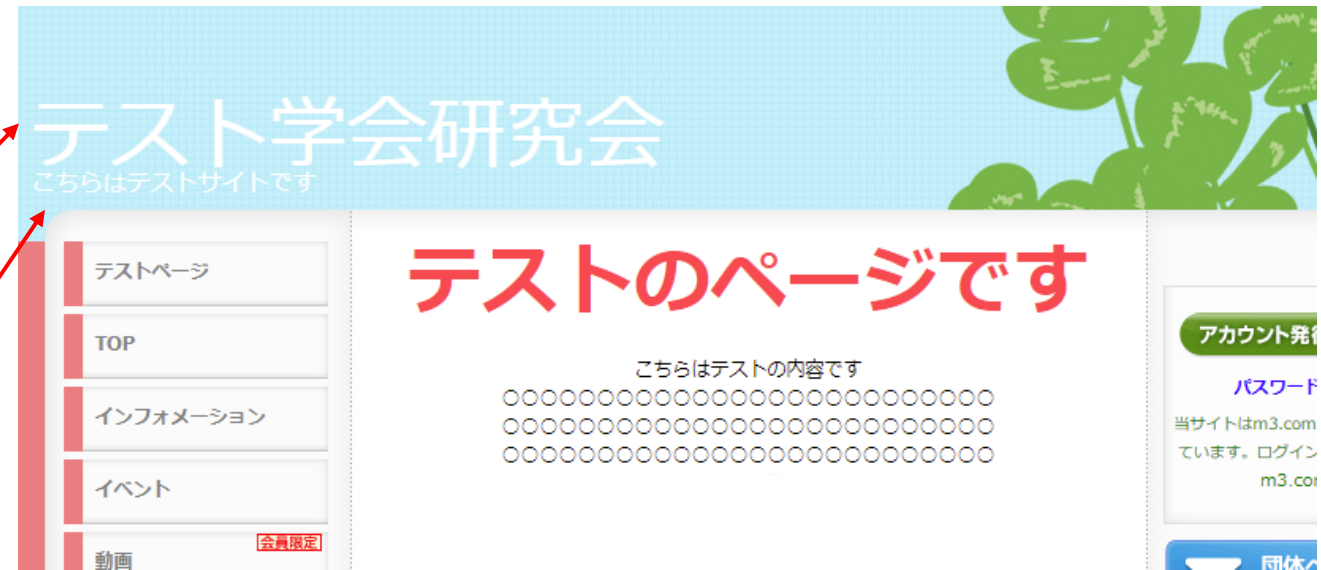 テスト学会研究会
こちらはテストサイトです
テストページ
TOP
インフォメーション
イベント
会員限定
動画
テストのページです
こちらはテストの内容です
○○○○○○○○○○○○○○○○○○○○○○○○○○
○○○○○○○○○○○○○○○○○○○○○○○○○○
○○○○○○○○○○○○○○○○○○○○○○○○○○
アカウント発
パスワード
当サイトはm3.com
ています。ログイン
m3.co
団体へ